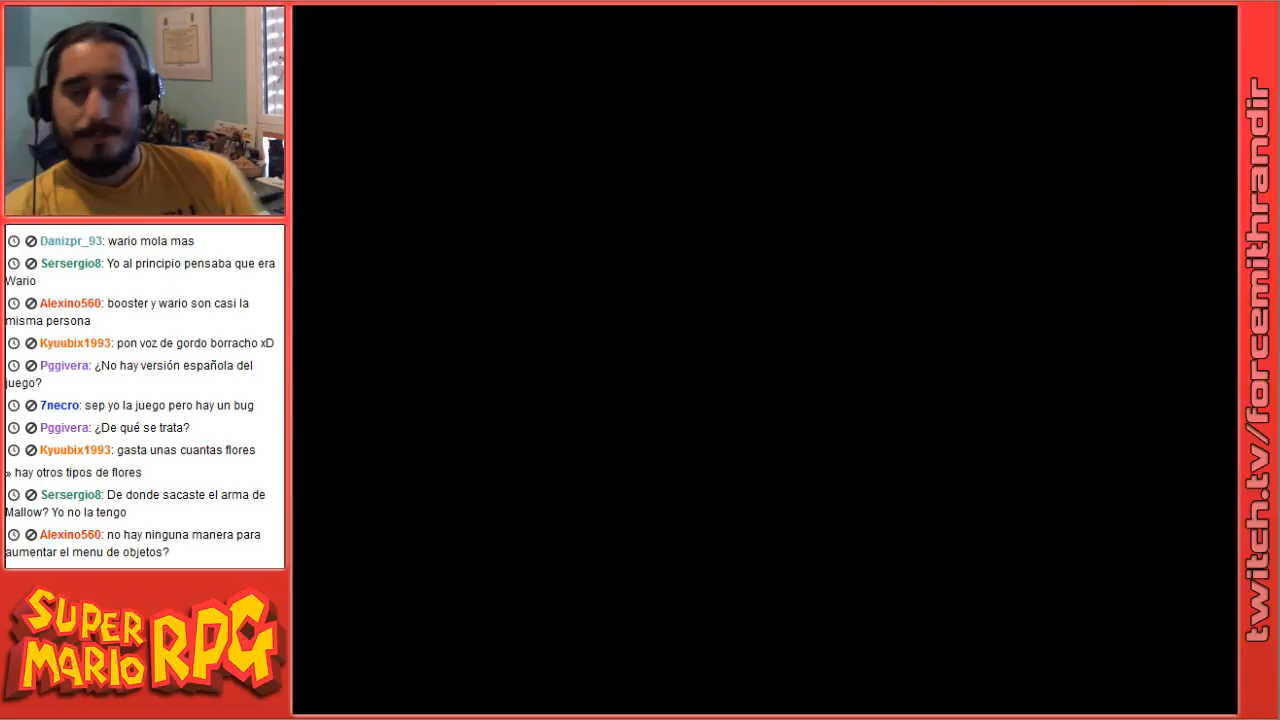 Danizpr_93: wario mola mas
Sersergio8: Yo al principio pensaba que era
Wario
Alexino560: booster y wario son casi la
misma persona
Kyuubix1993: pon voz de gordo borracho xD
Pggivera: ¿No hay versión española del
juego?
7necro: sep yo la juego pero hay un bug
Pggivera: ¿De qué se trata?
Kyuubix1993: gasta unas cuantas flores
» hay otros tipos de flores
Sersergio8: De donde sacaste el arma de
Mallow? Yo no la tengo
Alexino560: no hay ninguna manera para
aumentar el menu de objetos?
SUPER
MARIO RPG
twitch.tv/forcemithrandir